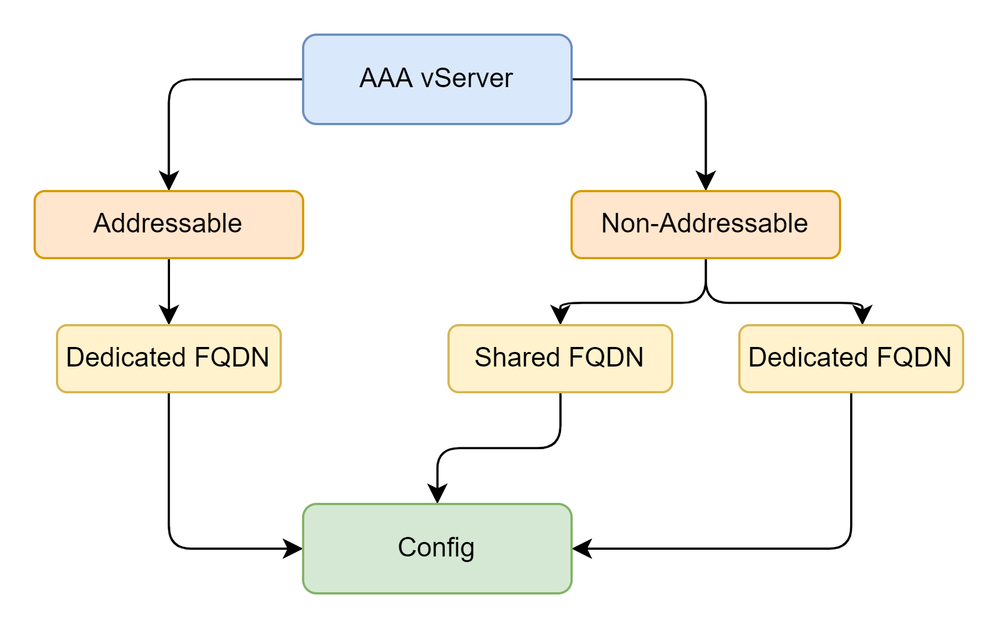 AAA vServer
Addressable
Non-Addressable
Dedicated FQDN
Shared FQDN
Dedicated FQDN
Config